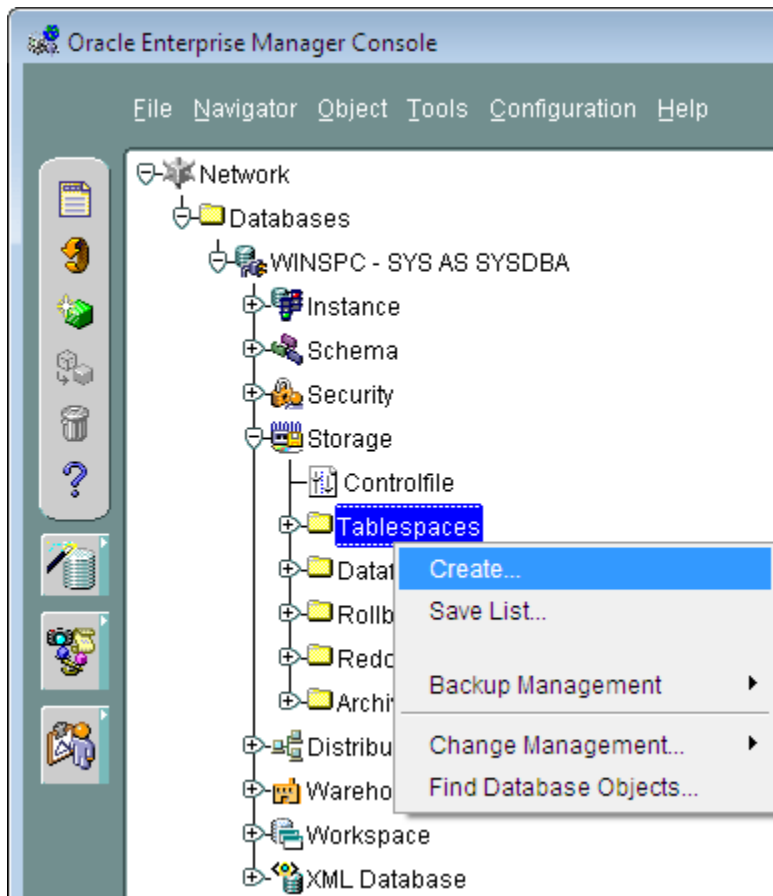 Oracle Enterprise Manager Console
File Navigator Object Tools Configuration Help
Network
Databases
WINSPC - SYS AS SYSDBA
Instance
Schema
Security
Storage
Controlfile
Tablespaces
Create...
Save List...
Backup Management
Change Management...
Find Database Objects...
Workspace
XML Database